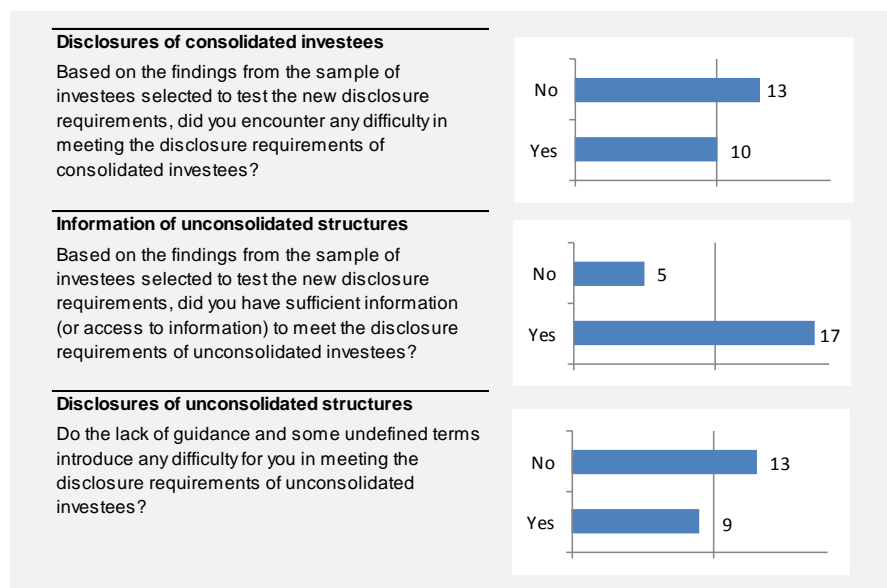 Disclosures of consolidated investees
Based on the findings from the sample of
investees selected to test the new disclosure
requirements, did you encounter any difficulty in
meeting the disclosure requirements of
consolidated investees?
No 13
Yes 10
Information of unconsolidated structures
Based on the findings from the sample of
investees selected to test the new disclosure
requirements, did you have sufficient information
(or access to information) to meet the disclosure
requirements of unconsolidated investees?
No 5
Yes 17
Disclosures of unconsolidated structures
Do the lack of guidance and some undefined terms
introduce any difficulty for you in meeting the
disclosure requirements of unconsolidated
investees?
No 13
Yes 9